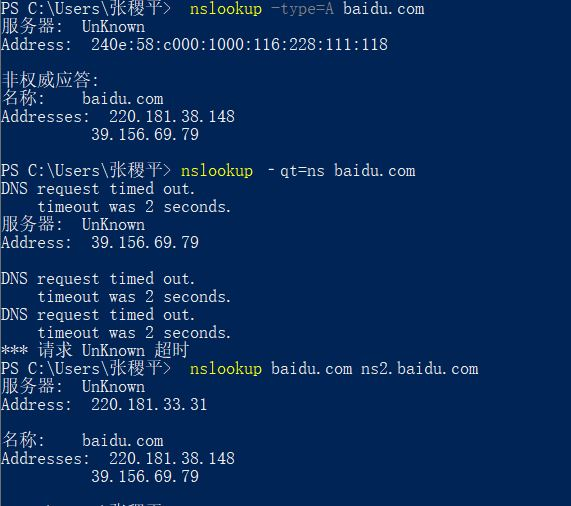 PS C:\Users\张稷平> nslookup -type=A baidu.com
服务器: UnKnown
Address: 240e:58:c000:1000:116:228:111:118
非权威应答:
名称: baidu.com
Addresses: 220.181.38.148
39.156.69.79
PS C:\Users\张稷平> nslookup -qt=ns baidu.com
DNS request timed out.
timeout was 2 seconds.
服务器: UnKnown
Address: 39.156.69.79
DNS request timed out.
timeout was 2 seconds.
DNS request timed out.
timeout was 2 seconds.
*** 请求 UnKnown 超时
PS C:\Users\张稷平> nslookup baidu.com ns2.baidu.com
服务器: UnKnown
Address: 220.181.33.31
名称: baidu.com
Addresses: 220.181.38.148
39.156.69.79